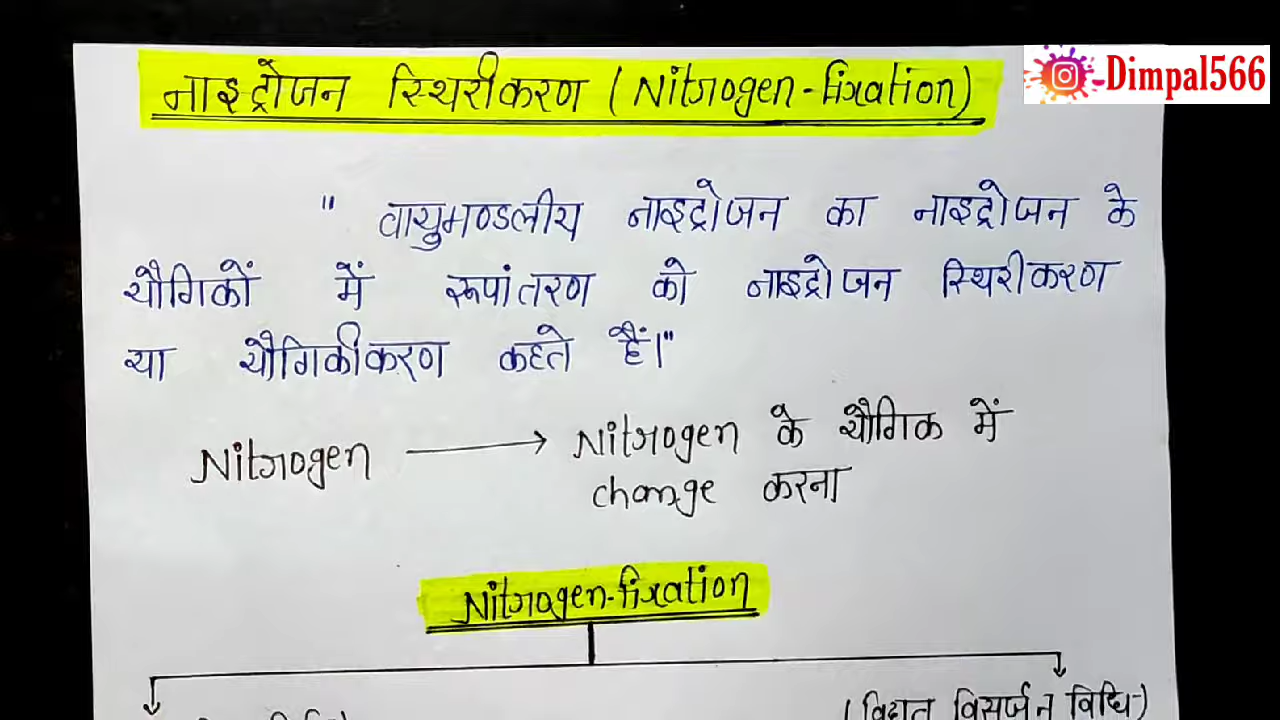 नाइट्रोजन स्थिरीकरण (Nitrogen-fixation)
-Dimpal566
" वायुमण्डलीय नाइट्रोजन का नाइट्रोजन के
यौगिकों में रूपांतरण को नाइट्रोजन स्थिरीकरण
या यौगिकीकरण कहते हैं।"
Nitrogen ⟶ Nitrogen के यौगिक में
change करना
Nitrogen-fixation
(विद्युत विसर्जन विधि-)